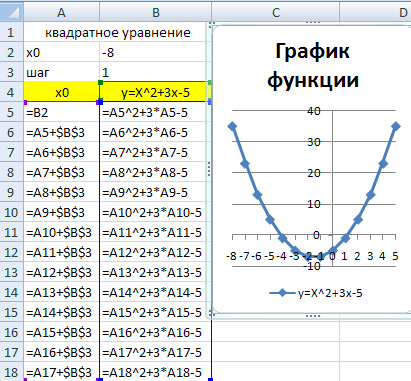 A B C D
1 квадратное уравнение
2 x0 -8
3 шаг 1
4 x0 y=X^2+3x-5
5 =B2 =A5^2+3*A5-5
6 =A5+$B$3 =A6^2+3*A6-5
7 =A6+$B$3 =A7^2+3*A7-5
8 =A7+$B$3 =A8^2+3*A8-5
9 =A8+$B$3 =A9^2+3*A9-5
10 =A9+$B$3 =A10^2+3*A10-5
11 =A10+$B$3 =A11^2+3*A11-5
12 =A11+$B$3 =A12^2+3*A12-5
13 =A12+$B$3 =A13^2+3*A13-5
14 =A13+$B$3 =A14^2+3*A14-5
15 =A14+$B$3 =A15^2+3*A15-5
16 =A15+$B$3 =A16^2+3*A16-5
17 =A16+$B$3 =A17^2+3*A17-5
18 =A17+$B$3 =A18^2+3*A18-5
График
функции
40
30
20
10
0
-8 -7 -6 -5 -4 -3 -2 -1 0 1 2 3 4 5
-10
y=X^2+3x-5